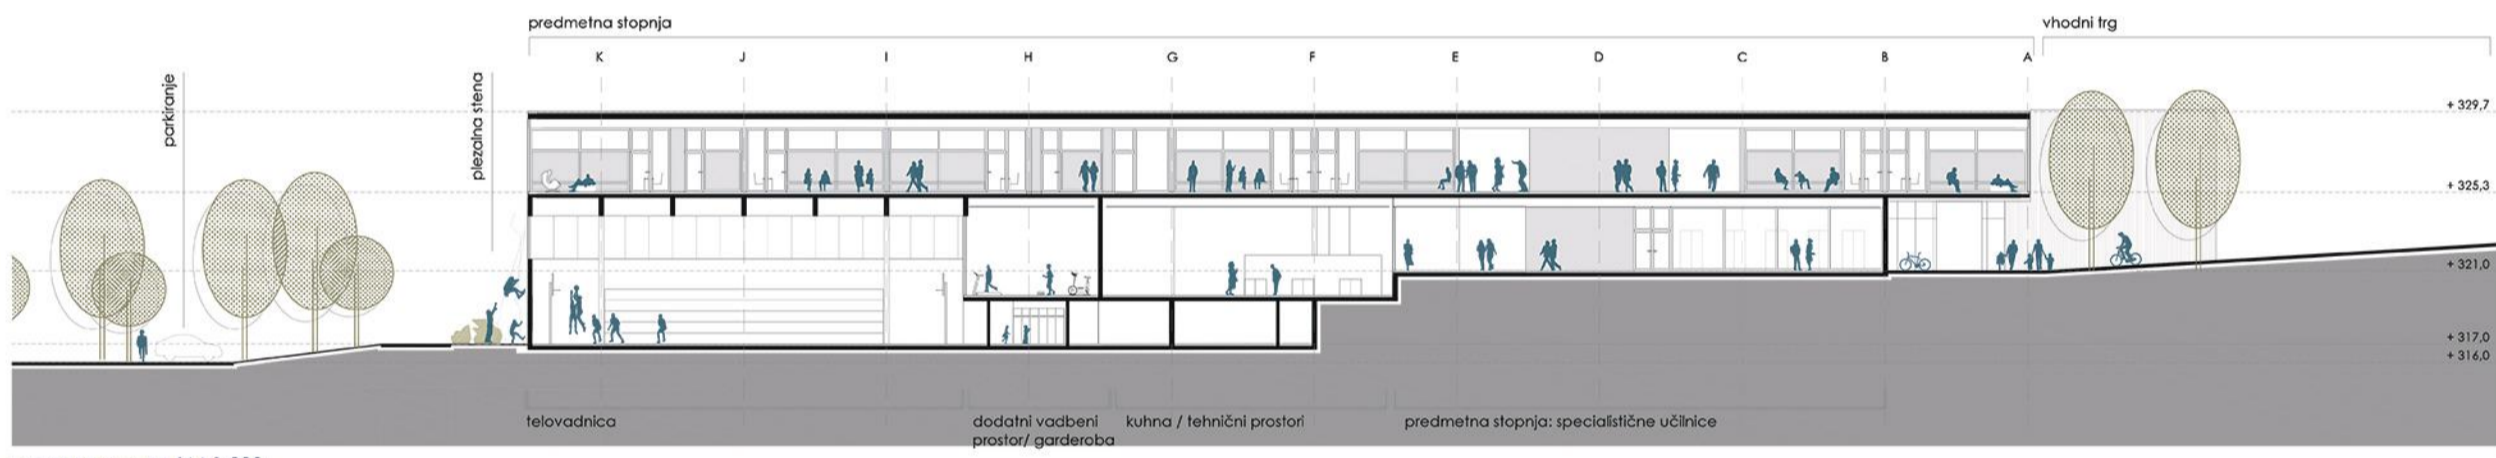 predmetna stopnja
vhodni trg
K
J
I
H
G
F
E
D
C
B
A
parkiranje
plezalna stena
+ 329,7
+ 325,3
+ 321,0
+ 317,0
+ 316,0
telovadnica
dodatni vadbeni
prostor/ garderoba
kuhna / tehnični prostori
predmetna stopnja: specialistične učilnice